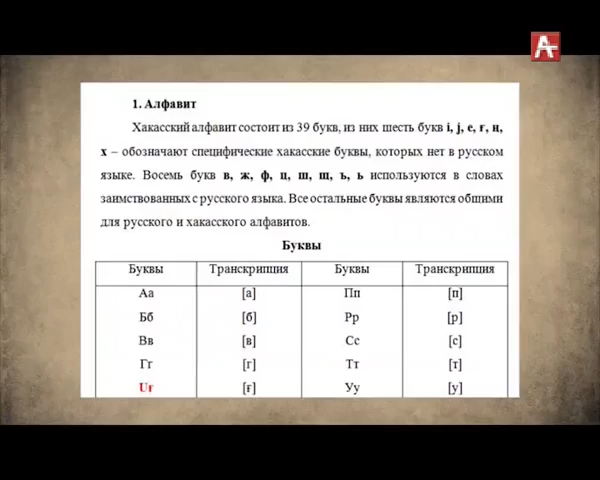 A
1. Алфавит
Хакасский алфавит состоит из 39 букв, из них шесть букв і, ј, е, ғ, ң,
х – обозначают специфические хакасские буквы, которых нет в русском
языке. Восемь букв в, ж, ф, ц, ш, щ, ъ, ь используются в словах
заимствованных с русского языка. Все остальные буквы являются общими
для русского и хакасского алфавитов.
Буквы
Буквы Транскрипция Буквы Транскрипция
Аа [а] Пп [п]
Бб [б] Рр [р]
Вв [в] Сс [с]
Гг [г] Тт [т]
Uғ [ғ] Уу [у]